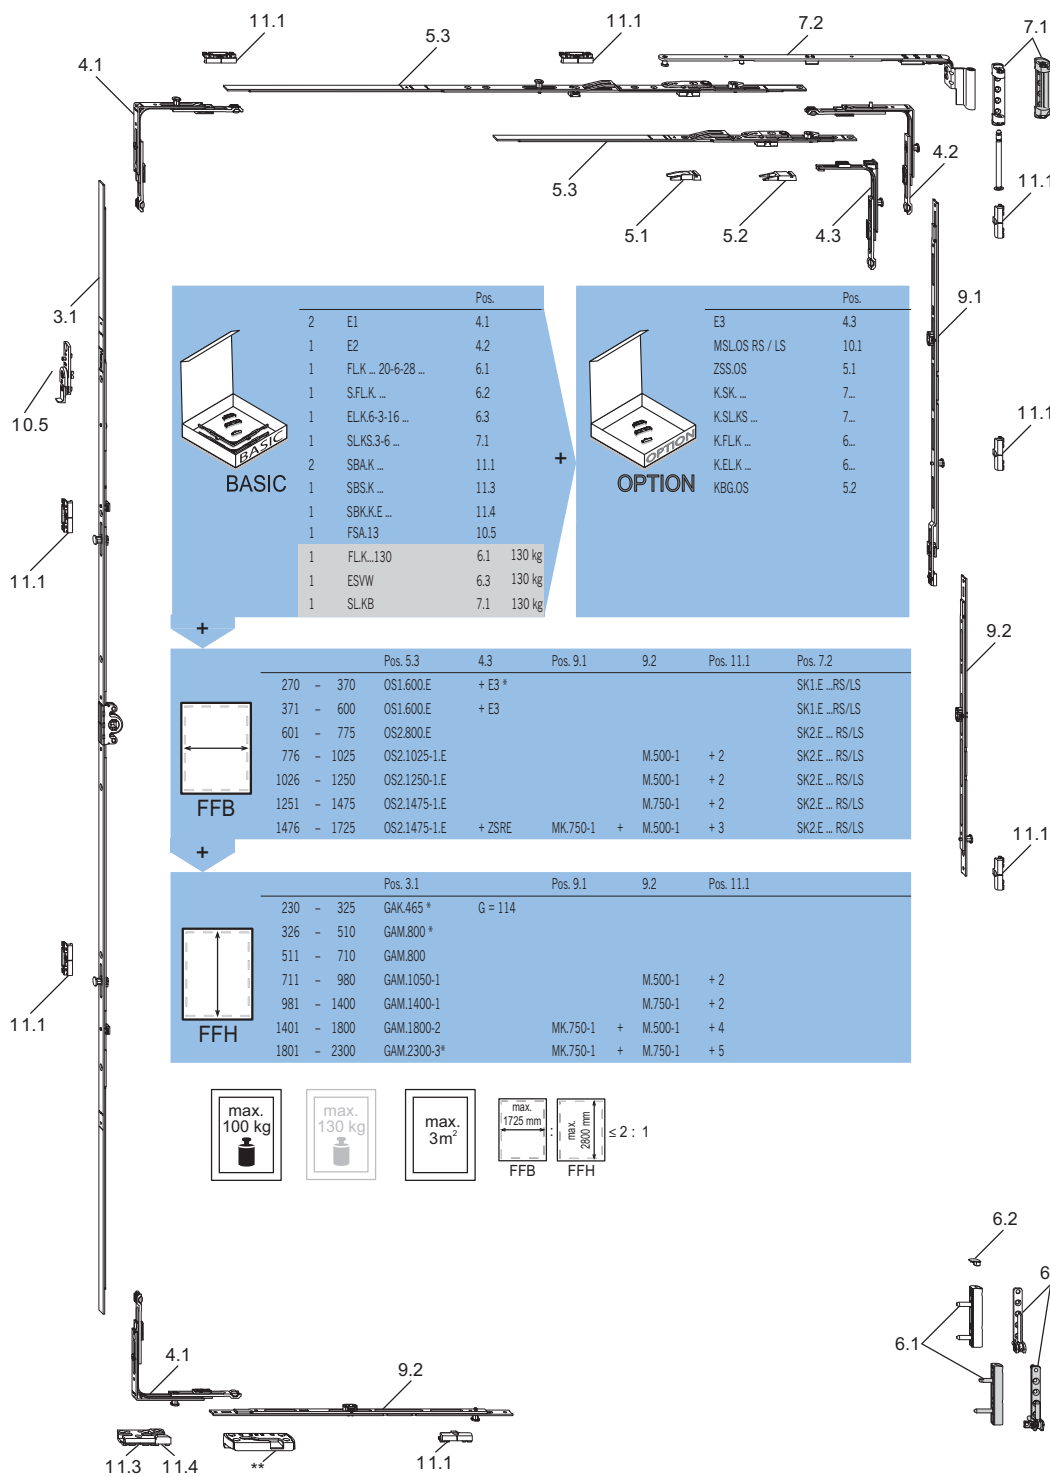 11.1
5.3
11.1
7.2
7.1
4.1
5.3
5.1
5.2
4.3
4.2
11.1
3.1
10.5
11.1
9.1
11.1
9.2
11.1
11.1
Pos.
2 E1 4.1
1 E2 4.2
1 FL.K ... 20-6-28 ... 6.1
1 S.FL.K. ... 6.2
1 EL.K.6-3-16 ... 6.3
1 SL.KS.3-6 ... 7.1
2 SBA.K ... 11.1
1 SBS.K ... 11.3
1 SBK.K.E ... 11.4
1 FSA.13 10.5
1 FL.K...130 6.1 130 kg
1 ESVW 6.3 130 kg
1 SL.KB 7.1 130 kg
BASIC
BASIC
+
Pos.
E3 4.3
MSL.OS RS / LS 10.1
ZSS.OS 5.1
K.SK. ... 7...
K.SL.KS ... 7...
K.FL.K ... 6...
K.EL.K ... 6...
KBG.OS 5.2
OPTION
OPTION
+
Pos. 5.3 4.3 Pos. 9.1 9.2 Pos. 11.1 Pos. 7.2
270 – 370 OS1.600.E + E3 * SK1.E ...RS/LS
371 – 600 OS1.600.E + E3 SK1.E ...RS/LS
601 – 775 OS2.800.E SK2.E ... RS/LS
776 – 1025 OS2.1025-1.E M.500-1 + 2 SK2.E ... RS/LS
1026 – 1250 OS2.1250-1.E M.500-1 + 2 SK2.E ... RS/LS
1251 – 1475 OS2.1475-1.E M.750-1 + 2 SK2.E ... RS/LS
1476 – 1725 OS2.1475-1.E + ZSRE MK.750-1 + M.500-1 + 3 SK2.E ... RS/LS
FFB
+
Pos. 3.1 Pos. 9.1 9.2 Pos. 11.1
230 – 325 GAK.465 * G = 114
326 – 510 GAM.800 *
511 – 710 GAM.800
711 – 980 GAM.1050-1 M.500-1 + 2
981 – 1400 GAM.1400-1 M.750-1 + 2
1401 – 1800 GAM.1800-2 MK.750-1 + M.500-1 + 4
1801 – 2300 GAM.2300-3* MK.750-1 + M.750-1 + 5
FFH
max.
100 kg
max.
130 kg
max.
3m²
max.
1725 mm
FFB
:
max.
2800 mm
FFH
≤ 2 : 1
6.2
6
6.1
4.1
9.2
11.3
11.4
**
11.1